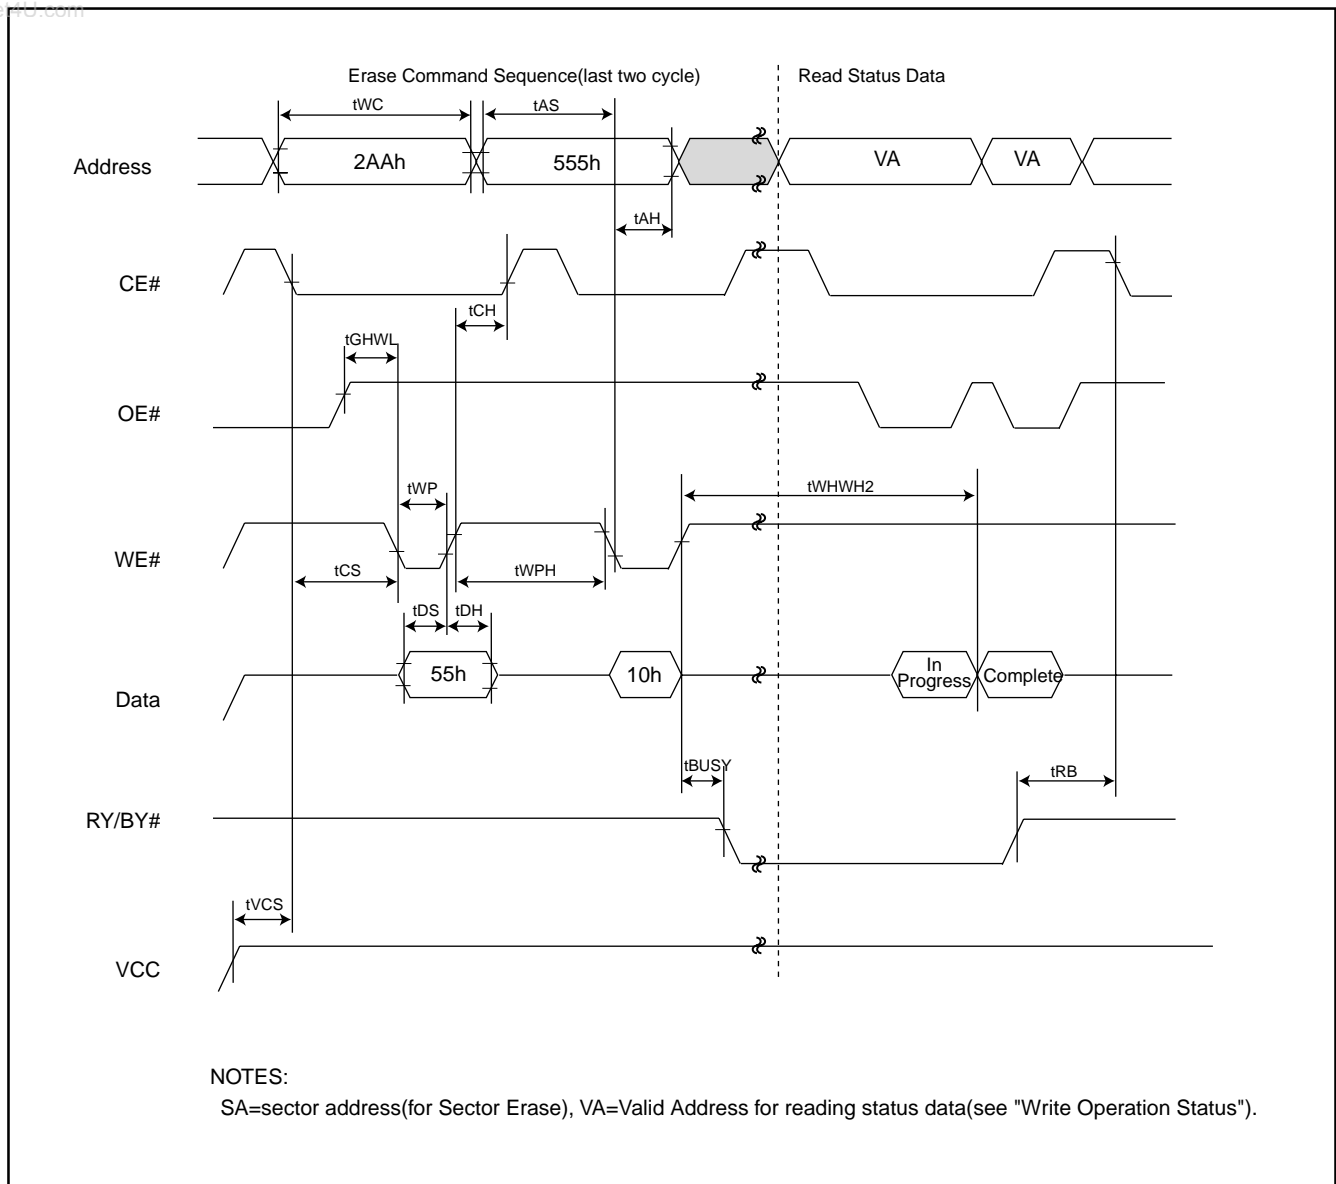 et4U.com
Erase Command Sequence(last two cycle)
Read Status Data
tWC
tAS
Address
2AAh
555h
VA
VA
tAH
CE#
tCH
tGHWL
OE#
tWP
tWHWH2
WE#
tCS
tWPH
tDS
tDH
Data
55h
10h
In
Progress
Complete
tBUSY
tRB
RY/BY#
tVCS
VCC
NOTES:
SA=sector address(for Sector Erase), VA=Valid Address for reading status data(see "Write Operation Status").